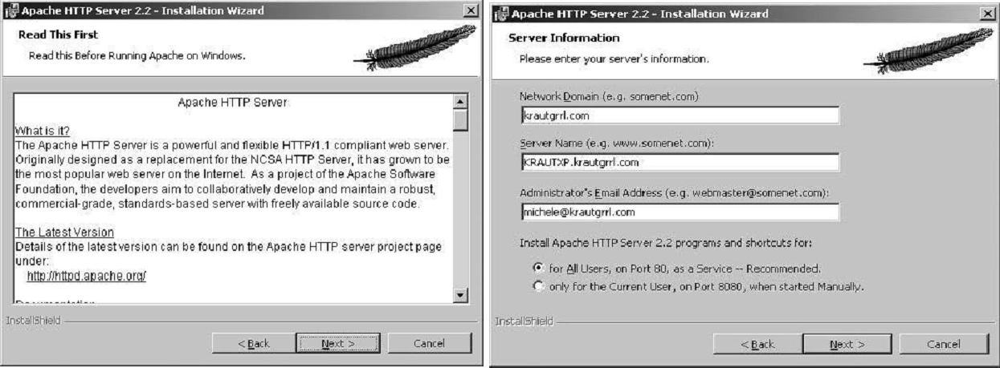 Apache HTTP Server 2.2 - Installation Wizard
Read This First
Read this Before Running Apache on Windows.
Apache HTTP Server
What is it?
The Apache HTTP Server is a powerful and flexible HTTP/1.1 compliant web server.
Originally designed as a replacement for the NCSA HTTP Server, it has grown to be
the most popular web server on the Internet. As a project of the Apache Software
Foundation, the developers aim to collaboratively develop and maintain a robust,
commercial-grade, standards-based server with freely available source code.
The Latest Version
Details of the latest version can be found on the Apache HTTP server project page
under:
http://httpd.apache.org/
InstallShield
< Back
Next >
Cancel
Apache HTTP Server 2.2 - Installation Wizard
Server Information
Please enter your server's information.
Network Domain (e.g. somenet.com)
krautgrrl.com
Server Name (e.g. www.somenet.com):
KRAUTXP.krautgrrl.com
Administrator's Email Address (e.g. webmaster@somenet.com):
michele@krautgrrl.com
Install Apache HTTP Server 2.2 programs and shortcuts for:
for All Users, on Port 80, as a Service -- Recommended.
only for the Current User, on Port 8080, when started Manually.
InstallShield
< Back
Next >
Cancel